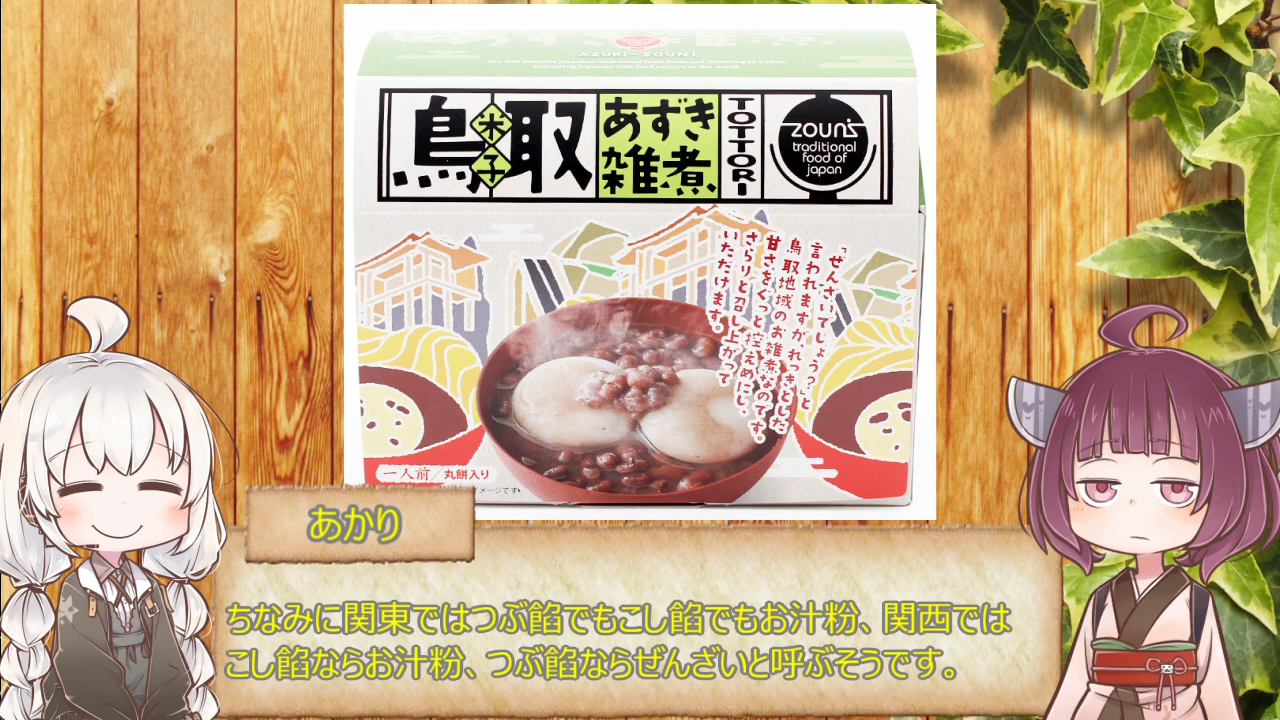 AZUKI-ZOUNI
鳥取
米子
あずき
雑煮
TOTTORI
zouni's
traditional
food of
japan
「ぜんざいでしょう？」と
言われますがれっきとした
鳥取地域のお雑煮なのです。
甘さをぐっと控えめにし、
さらりと召し上がって
いただけます。
一人前／丸餅入り
イメージです。
あかり
ちなみに関東ではつぶ餡でもこし餡でもお汁粉、関西では
こし餡ならお汁粉、つぶ餡ならぜんざいと呼ぶそうです。